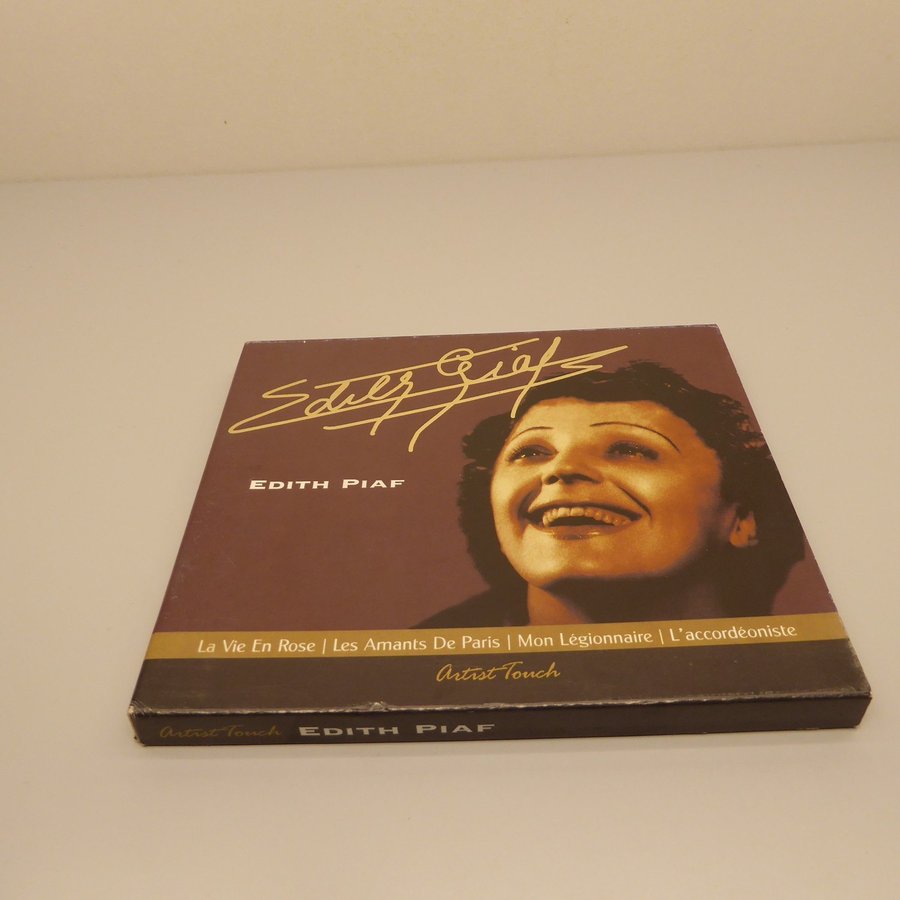 Edith Piaf
EDITH PIAF
La Vie En Rose | Les Amants De Paris | Mon Légionnaire | L'accordéoniste
Artist Touch
Artist Touch EDITH PIAF